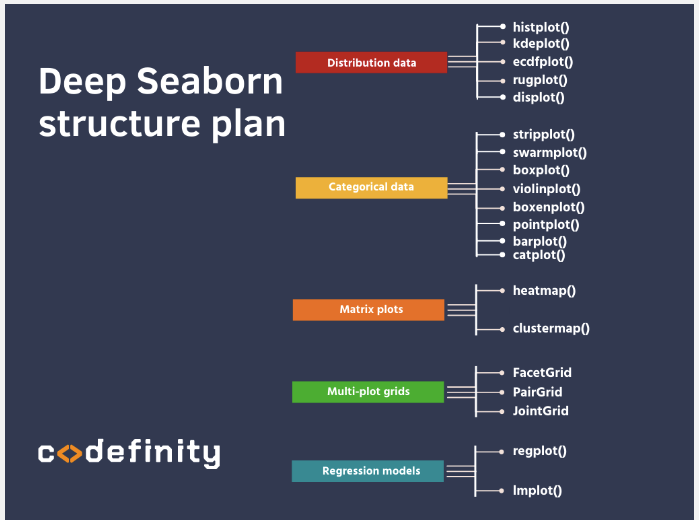 Deep Seaborn
structure plan
Distribution data
histplot()
kdeplot()
ecdfplot()
rugplot()
displot()
Categorical data
stripplot()
swarmplot()
boxplot()
violinplot()
boxenplot()
pointplot()
barplot()
catplot()
Matrix plots
heatmap()
clustermap()
Multi-plot grids
FacetGrid
PairGrid
JointGrid
Regression models
regplot()
lmplot()
c<>definity